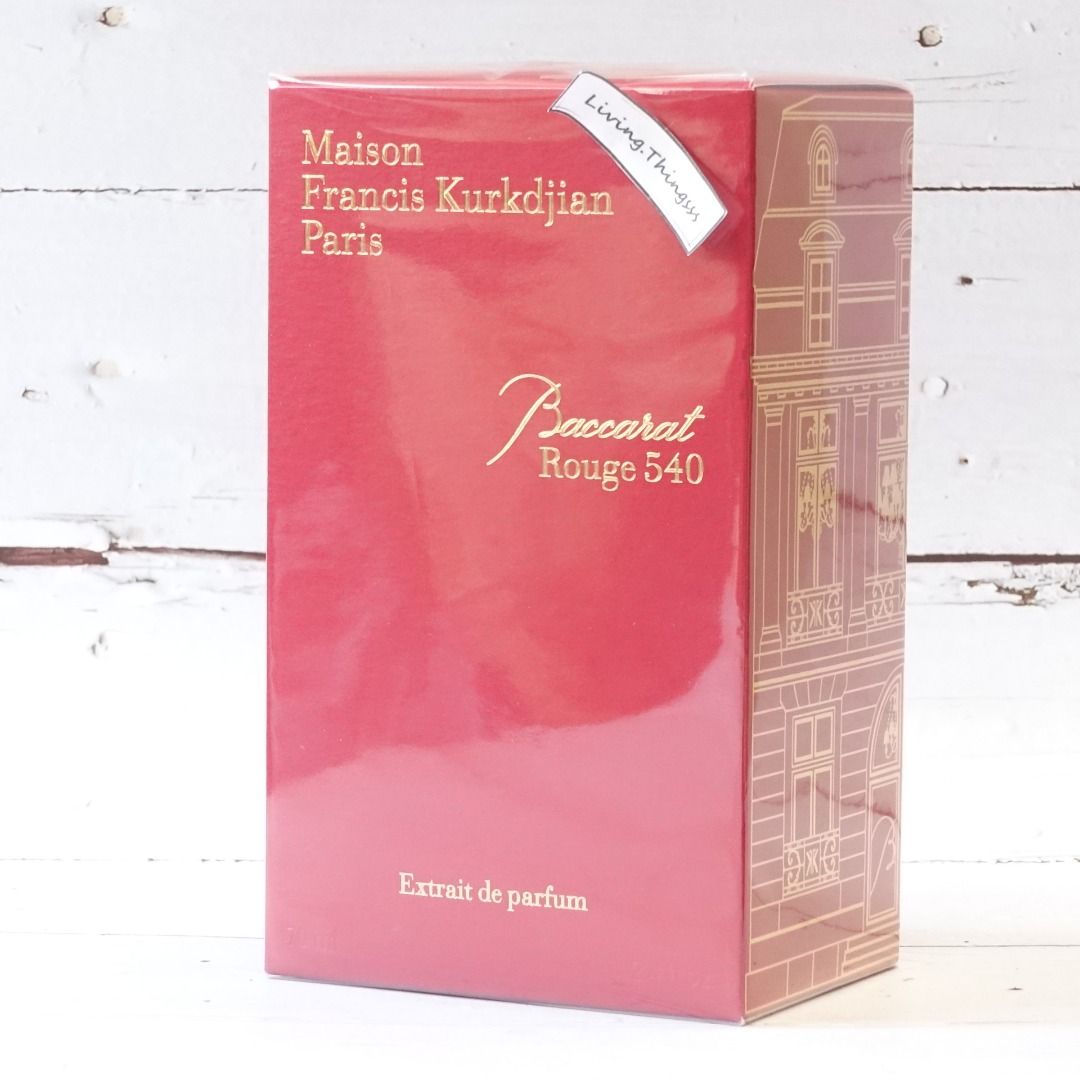 Maison
Francis Kurkdjian
Paris
Living.Thingsss
Baccarat
Rouge 540
Extrait de parfum